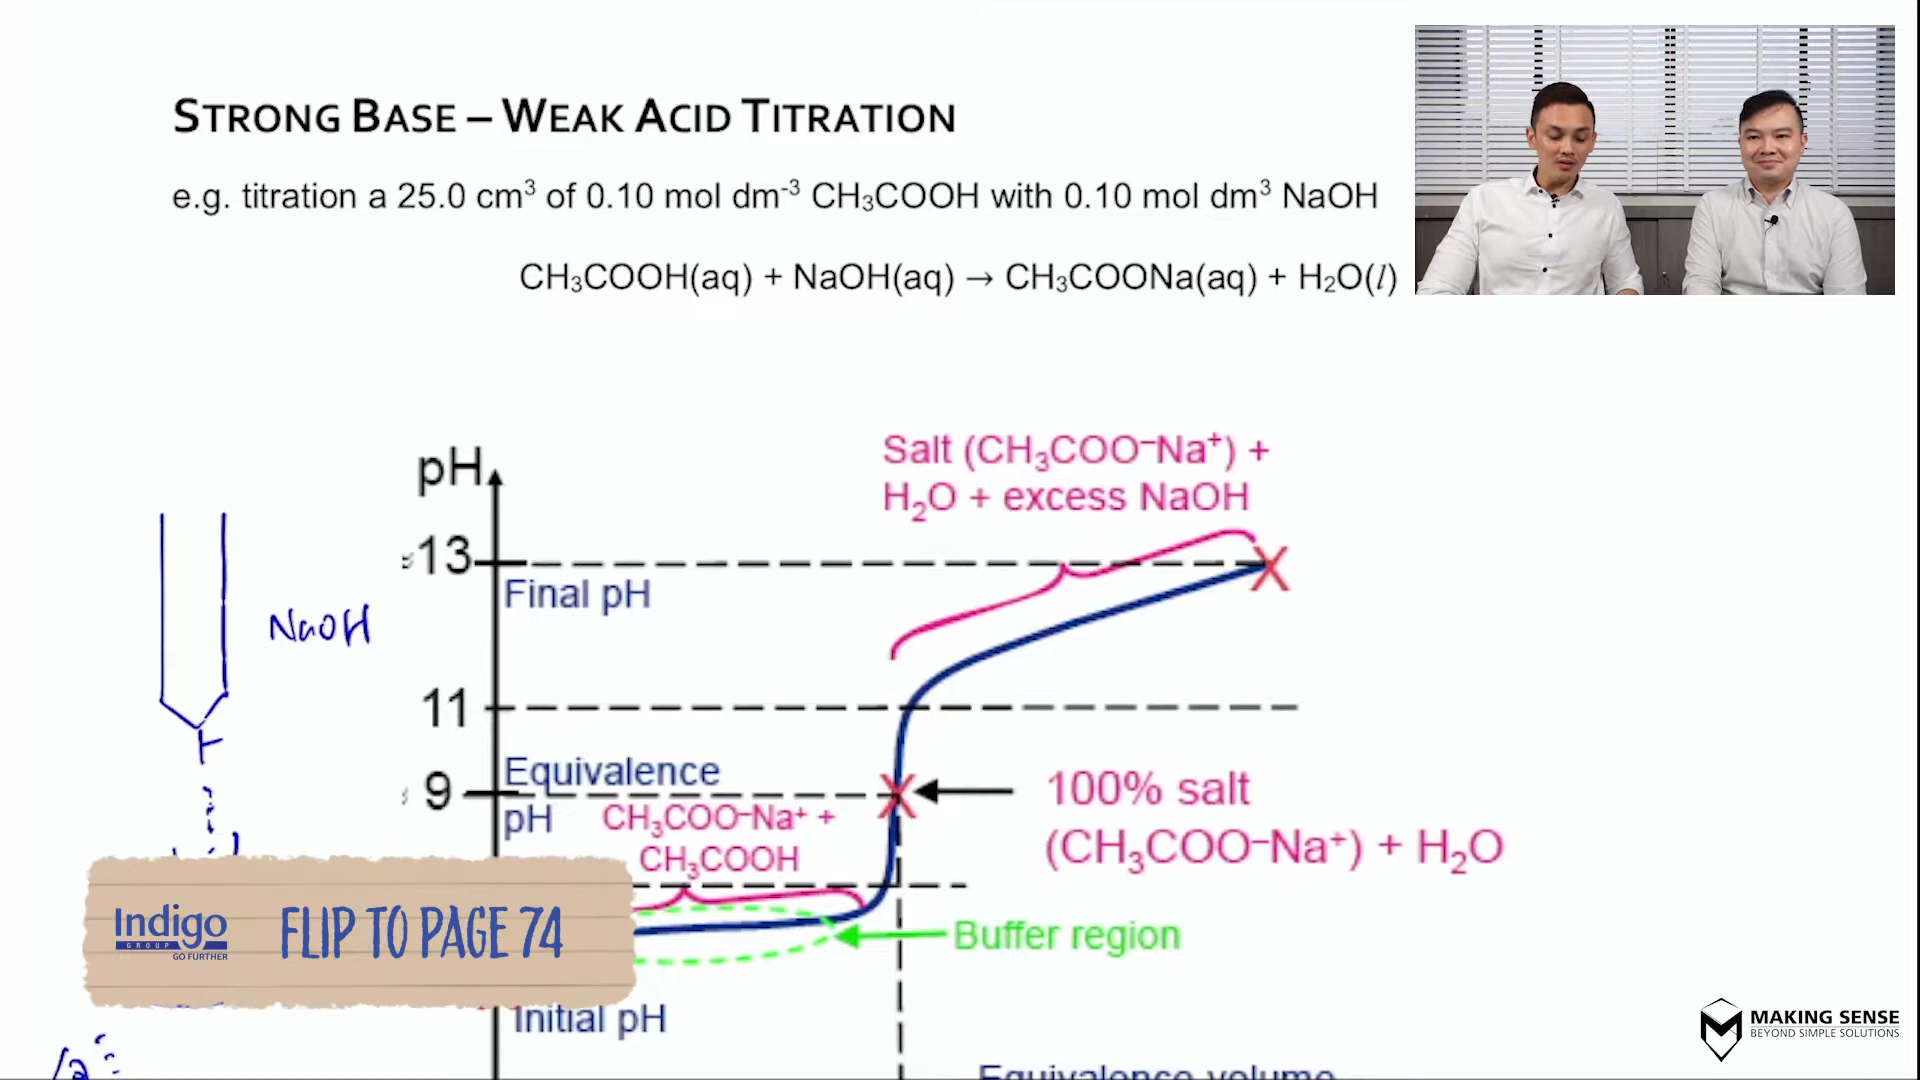 STRONG BASE – WEAK ACID TITRATION
e.g. titration a 25.0 cm³ of 0.10 mol dm⁻³ CH₃COOH with 0.10 mol dm³ NaOH
CH₃COOH(aq) + NaOH(aq) → CH₃COONa(aq) + H₂O(l)
pH
Salt (CH₃COO⁻Na⁺) +
H₂O + excess NaOH
13
Final pH
NaOH
11
Equivalence
pH
9
CH₃COO⁻Na⁺ +
CH₃COOH
100% salt
(CH₃COO⁻Na⁺) + H₂O
Indigo
GROUP
GO FURTHER
FLIP TO PAGE 74
Buffer region
Initial pH
Equivalence volume
MAKING SENSE
BEYOND SIMPLE SOLUTIONS